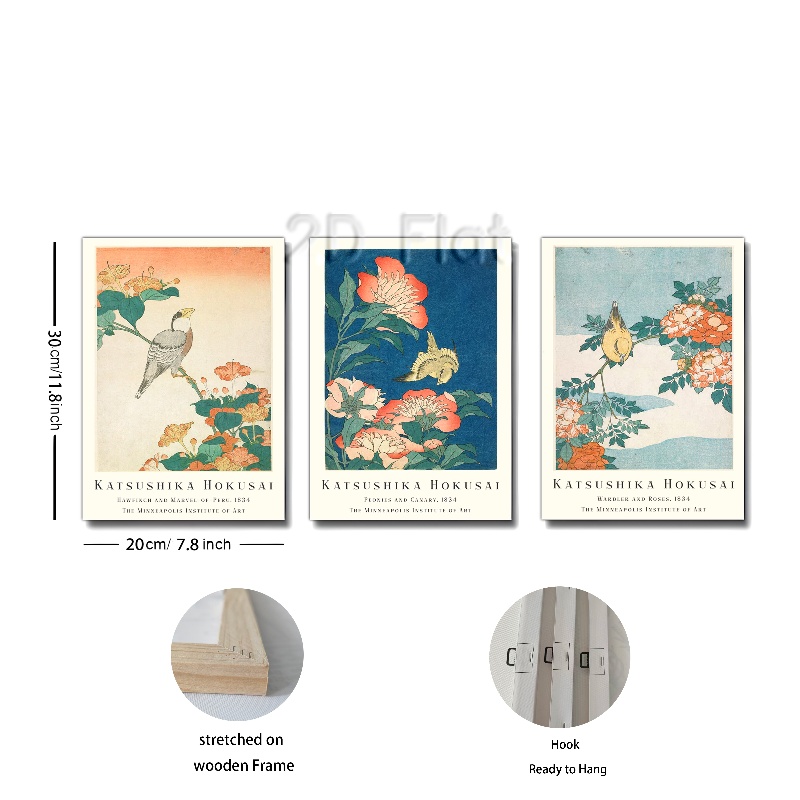 2D Flat
30cm/11.8inch
KATSUSHIKA HOKUSAI
HAWFINCH AND MARVEL OF PERU, 1834
THE MINNEAPOLIS INSTITUTE OF ART
KATSUSHIKA HOKUSAI
PEONIES AND CANARY, 1834
THE MINNEAPOLIS INSTITUTE OF ART
KATSUSHIKA HOKUSAI
WARBLER AND ROSES, 1834
THE MINNEAPOLIS INSTITUTE OF ART
20cm/ 7.8 inch
stretched on
wooden Frame
Hook
Ready to Hang